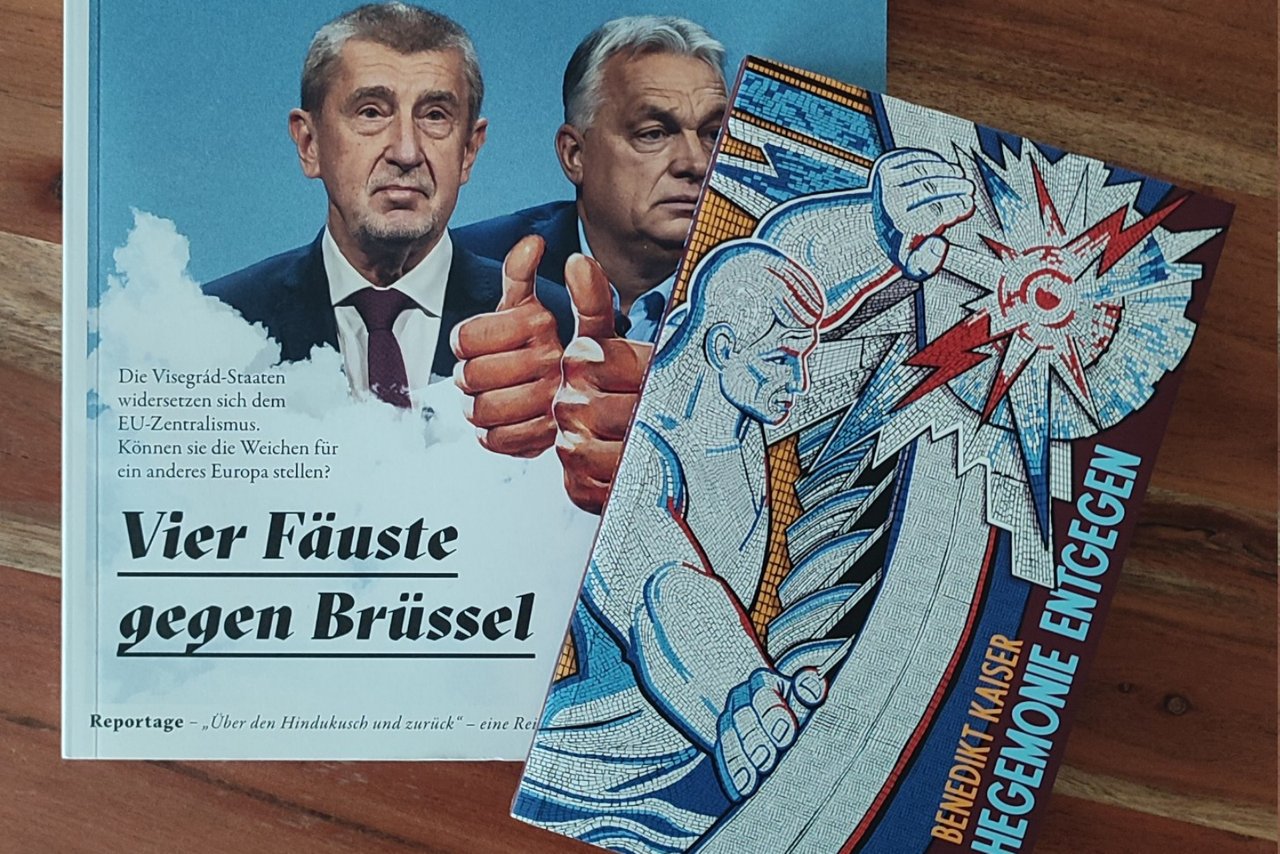 Die Visegrád-Staaten
widersetzen sich dem
EU-Zentralismus.
Können sie die Weichen für
ein anderes Europa stellen?
Vier Fäuste
gegen Brüssel
Reportage – „Über den Hindukusch und zurück“ – eine
BENEDIKT KAISER
HEGEMONIE ENTGEGEN